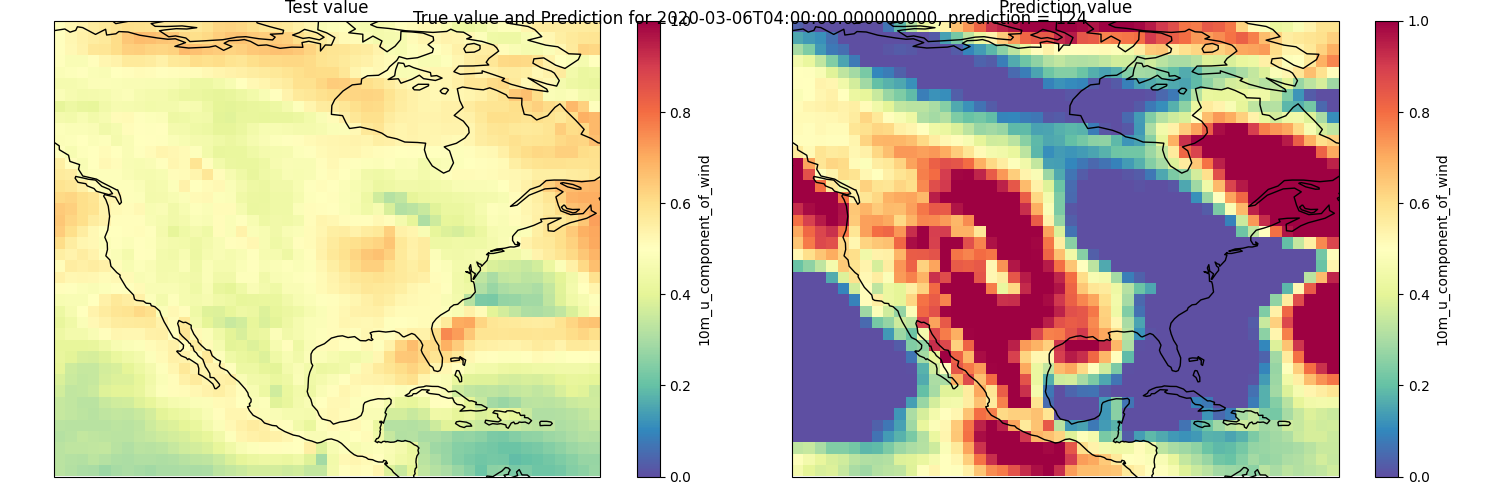 Test value
Prediction value
True value and Prediction for 2020-03-06T04:00:00.000000000, prediction = 124
1.0
0.8
0.6
0.4
0.2
0.0
10m_u_component_of_wind
1.0
0.8
0.6
0.4
0.2
0.0
10m_u_component_of_wind